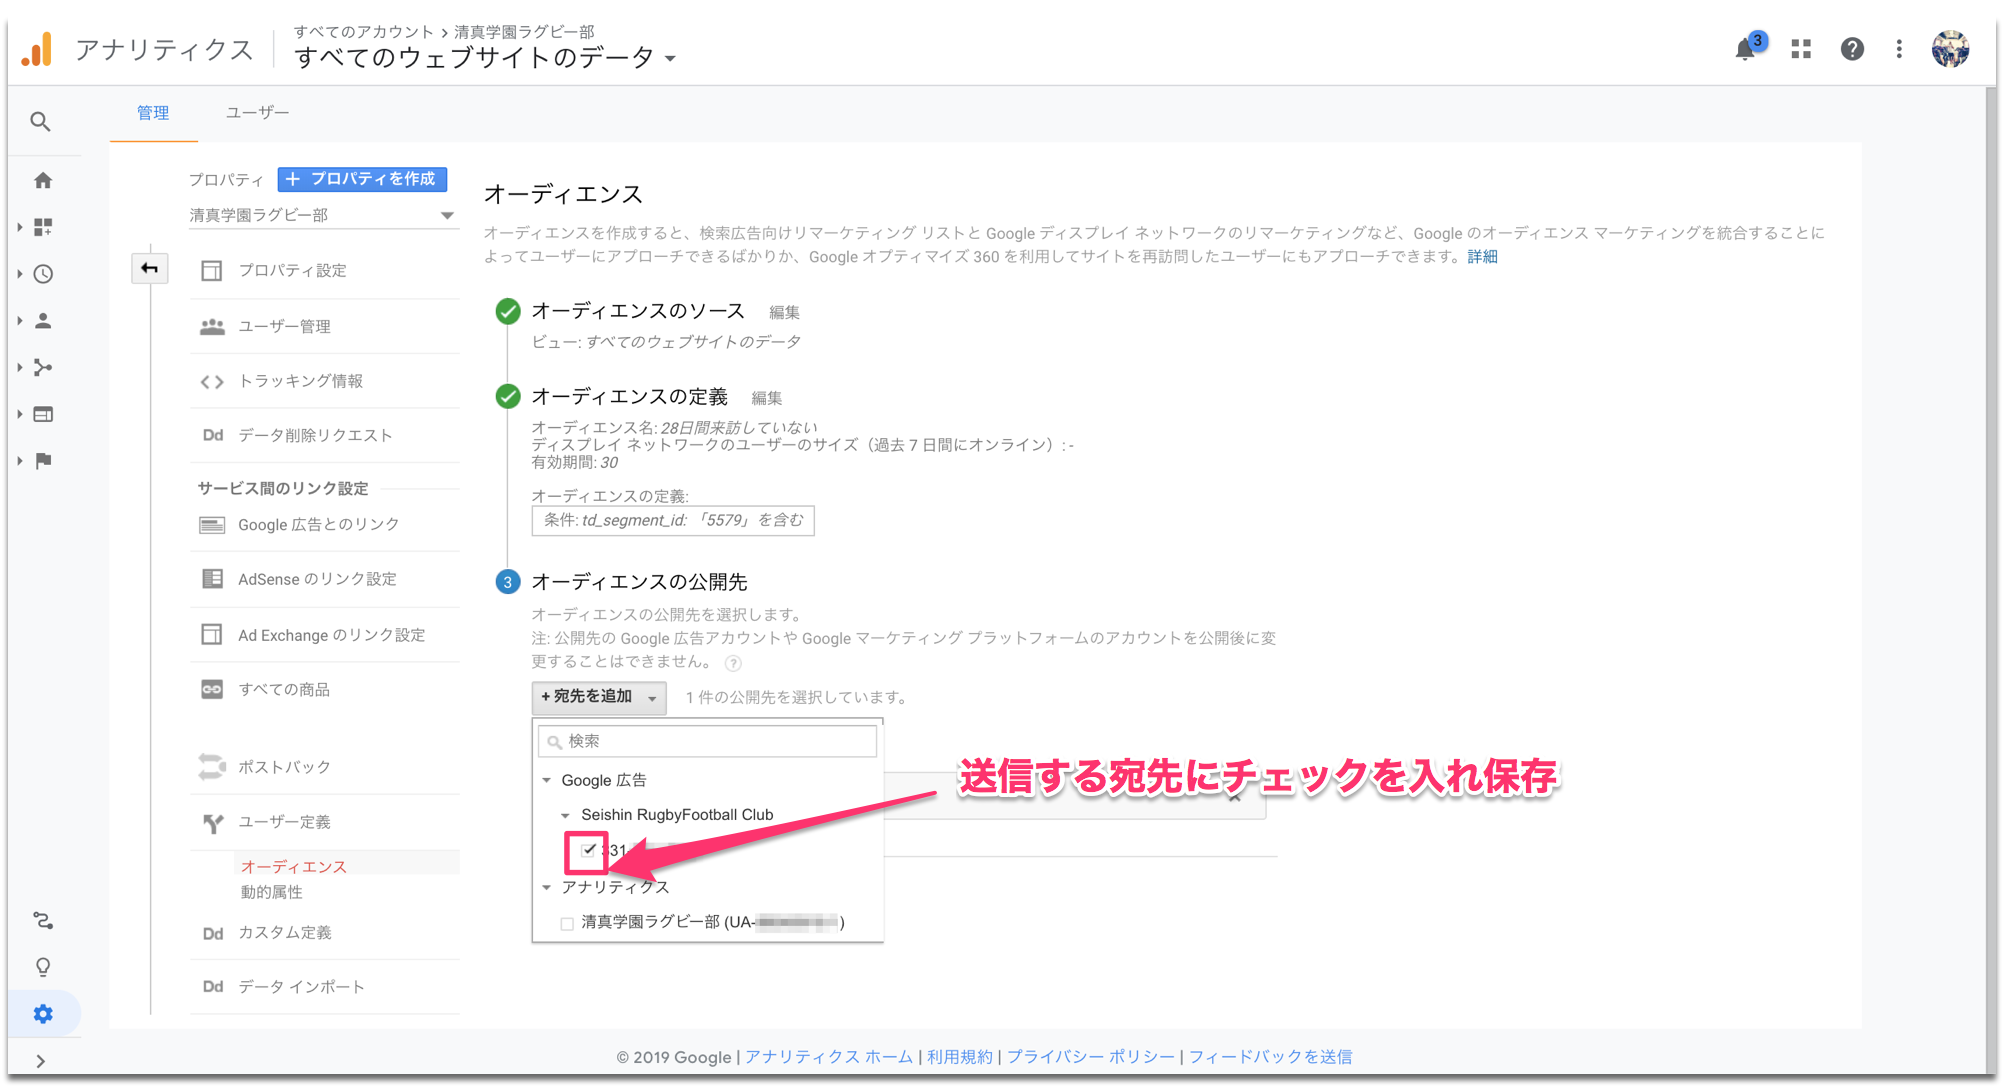 アナリティクス
すべてのアカウント › 清真学園ラグビー部
すべてのウェブサイトのデータ
3
管理
ユーザー
プロパティ
+ プロパティを作成
清真学園ラグビー部
プロパティ設定
ユーザー管理
トラッキング情報
Dd データ削除リクエスト
サービス間のリンク設定
Google 広告とのリンク
AdSense のリンク設定
Ad Exchange のリンク設定
すべての商品
ポストバック
ユーザー定義
オーディエンス
動的属性
Dd カスタム定義
Dd データ インポート
オーディエンス
オーディエンスを作成すると、検索広告向けリマーケティング リストと Google ディスプレイ ネットワークのリマーケティングなど、Google のオーディエンス マーケティングを統合することに
よってユーザーにアプローチできるばかりか、Google オプティマイズ 360 を利用してサイトを再訪問したユーザーにもアプローチできます。詳細
オーディエンスのソース 編集
ビュー: すべてのウェブサイトのデータ
オーディエンスの定義 編集
オーディエンス名: 28日間来訪していない
ディスプレイ ネットワークのユーザーのサイズ（過去 7 日間にオンライン）: -
有効期間: 30
オーディエンスの定義:
条件: td_segment_id: 「5579」を含む
3 オーディエンスの公開先
オーディエンスの公開先を選択します。
注: 公開先の Google 広告アカウントや Google マーケティング プラットフォームのアカウントを公開後に変
更することはできません。 ?
+ 宛先を追加
1 件の公開先を選択しています。
検索
Google 広告
Seishin RugbyFootball Club
331-
アナリティクス
清真学園ラグビー部 (UA- )
送信する宛先にチェックを入れ保存
© 2019 Google | アナリティクス ホーム | 利用規約 | プライバシー ポリシー | フィードバックを送信